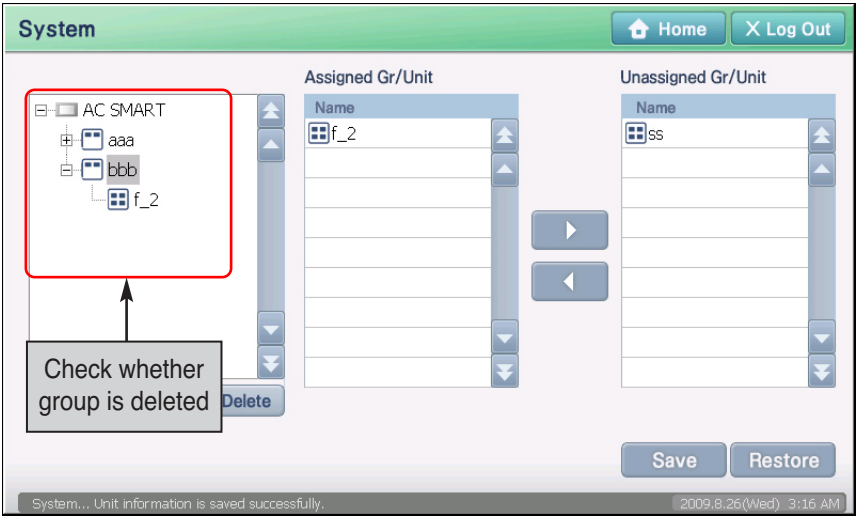 System
Home
X Log Out
Assigned Gr/Unit
Unassigned Gr/Unit
AC SMART
aaa
bbb
f_2
Name
f_2
Name
ss
Check whether
group is deleted
Delete
Save
Restore
System... Unit information is saved successfully.
2009.8.26(Wed) 3:16 AM